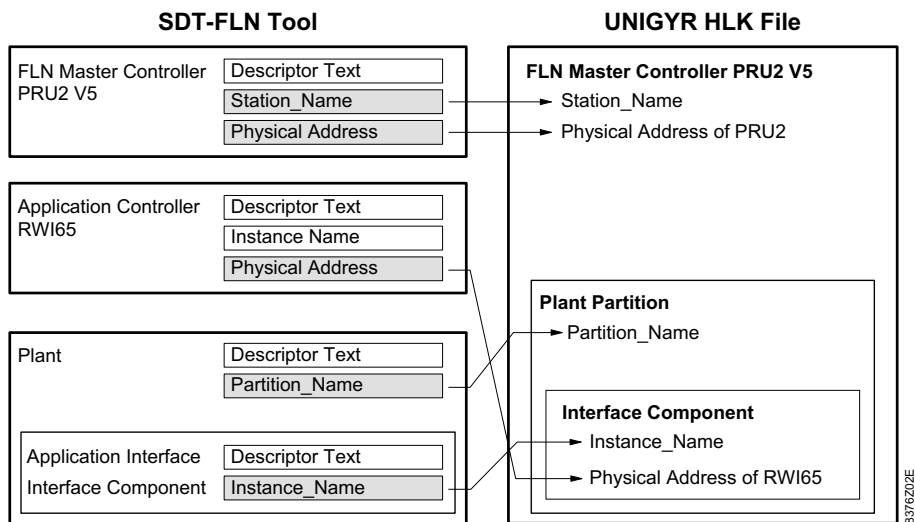 SDT-FLN Tool
UNIGYR HLK File
FLN Master Controller
PRU2 V5
Descriptor Text
Station_Name
Physical Address
FLN Master Controller PRU2 V5
Station_Name
Physical Address of PRU2
Application Controller
RWI65
Descriptor Text
Instance Name
Physical Address
Plant
Descriptor Text
Partition_Name
Plant Partition
Partition_Name
Application Interface
Interface Component
Descriptor Text
Instance_Name
Interface Component
Instance_Name
Physical Address of RWI65
8376Z02E